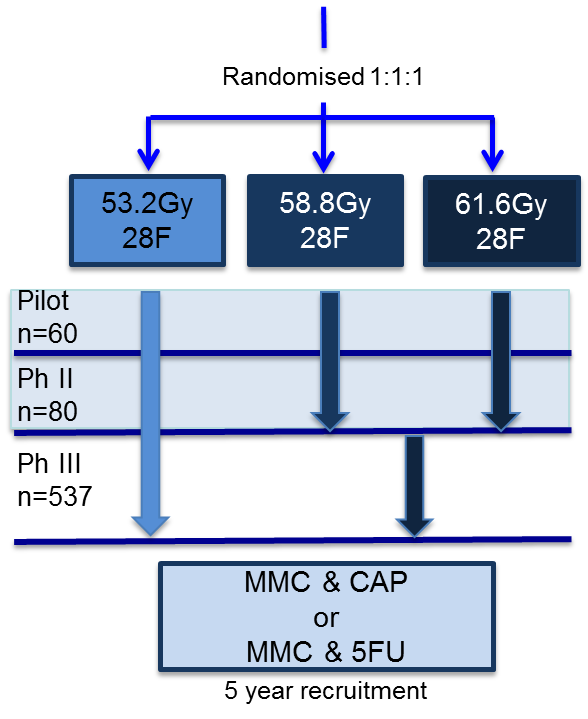 Randomised 1:1:1
53.2Gy
28F
58.8Gy
28F
61.6Gy
28F
Pilot
n=60
Ph II
n=80
Ph III
n=537
MMC & CAP
or
MMC & 5FU
5 year recruitment